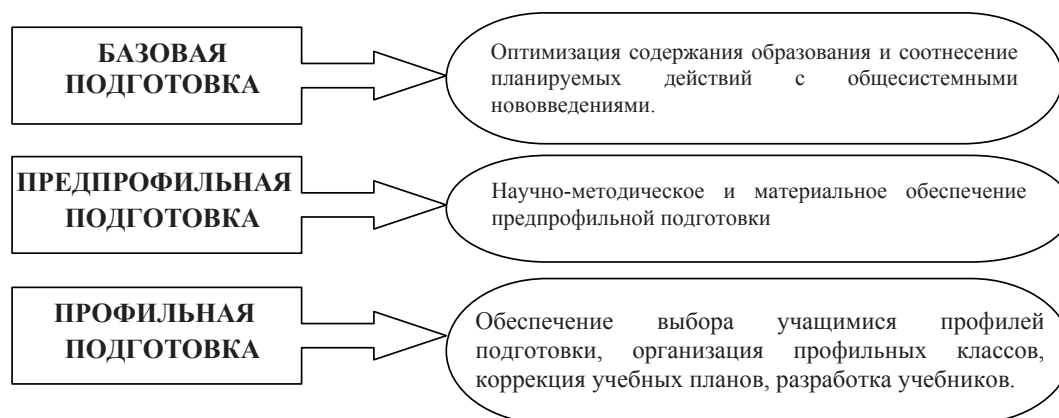 БАЗОВАЯ
ПОДГОТОВКА
Оптимизация содержания образования и соотнесение
планируемых действий с общесистемными
нововведениями.
ПРЕДПРОФИЛЬНАЯ
ПОДГОТОВКА
Научно-методическое и материальное обеспечение
предпрофильной подготовки
ПРОФИЛЬНАЯ
ПОДГОТОВКА
Обеспечение выбора учащимися профилей
подготовки, организация профильных классов,
коррекция учебных планов, разработка учебников.